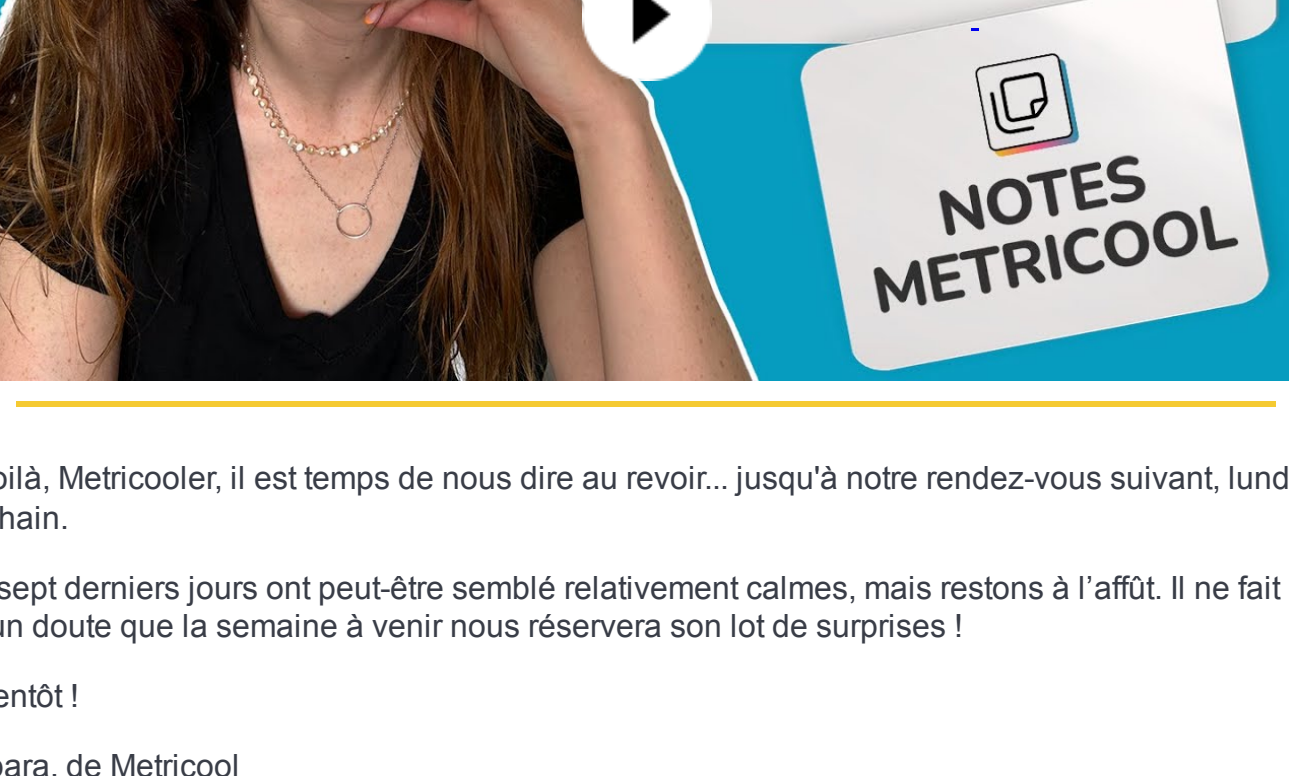 NOTES
METRICOOL
oilà, Metricooler, il est temps de nous dire au revoir... jusqu'à notre rendez-vous suivant, lund
hain.
sept derniers jours ont peut-être semblé relativement calmes, mais restons à l’affût. Il ne fait
un doute que la semaine à venir nous réservera son lot de surprises !
entôt !
bara, de Metricool